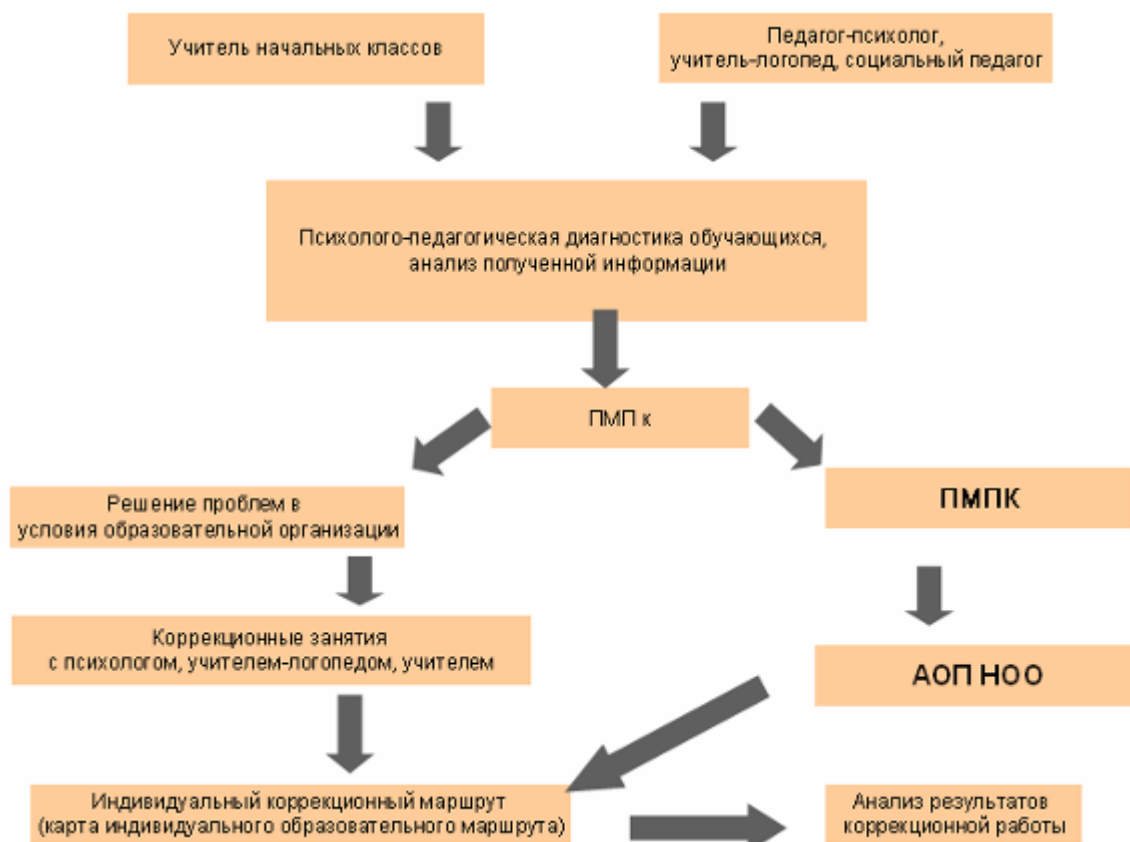 Учитель начальных классов
Педагог-психолог,
учитель-логопед, социальный педагог
Психолого-педагогическая диагностика обучающихся,
анализ полученной информации
ПМП к
Решение проблем в
условия образовательной организации
ПМПК
Коррекционные занятия
с психологом, учителем-логопедом, учителем
АОП НОО
Индивидуальный коррекционный маршрут
(карта индивидуального образовательного маршрута)
Анализ результатов
коррекционной работы